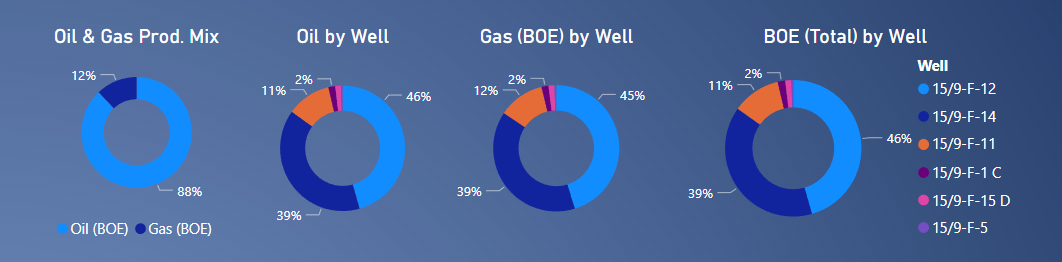 Oil & Gas Prod. Mix
12%
88%
Oil (BOE) Gas (BOE)
Oil by Well
2%
11%
46%
39%
Gas (BOE) by Well
2%
12%
45%
39%
BOE (Total) by Well
2%
11%
46%
39%
Well
15/9-F-12
15/9-F-14
15/9-F-11
15/9-F-1 C
15/9-F-15 D
15/9-F-5